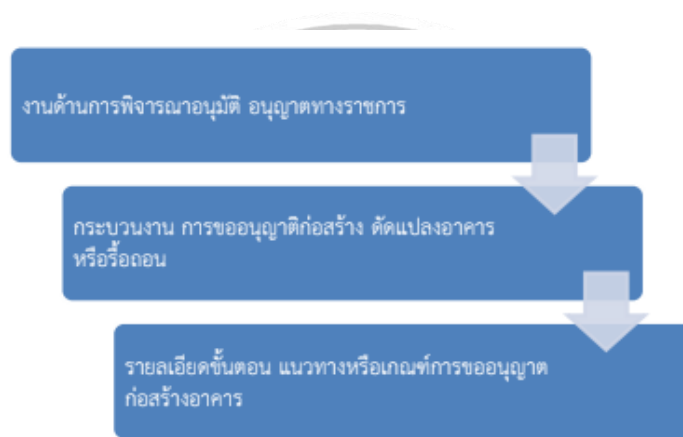 งานด้านการพิจารณาอนุมัติ อนุญาตทางราชการ
กระบวนงาน การขออนุญาติก่อสร้าง ดัดแปลงอาคาร
หรือรื้อถอน
รายละเอียดขั้นตอน แนวทางหรือเกณฑ์การขออนุญาต
ก่อสร้างอาคาร